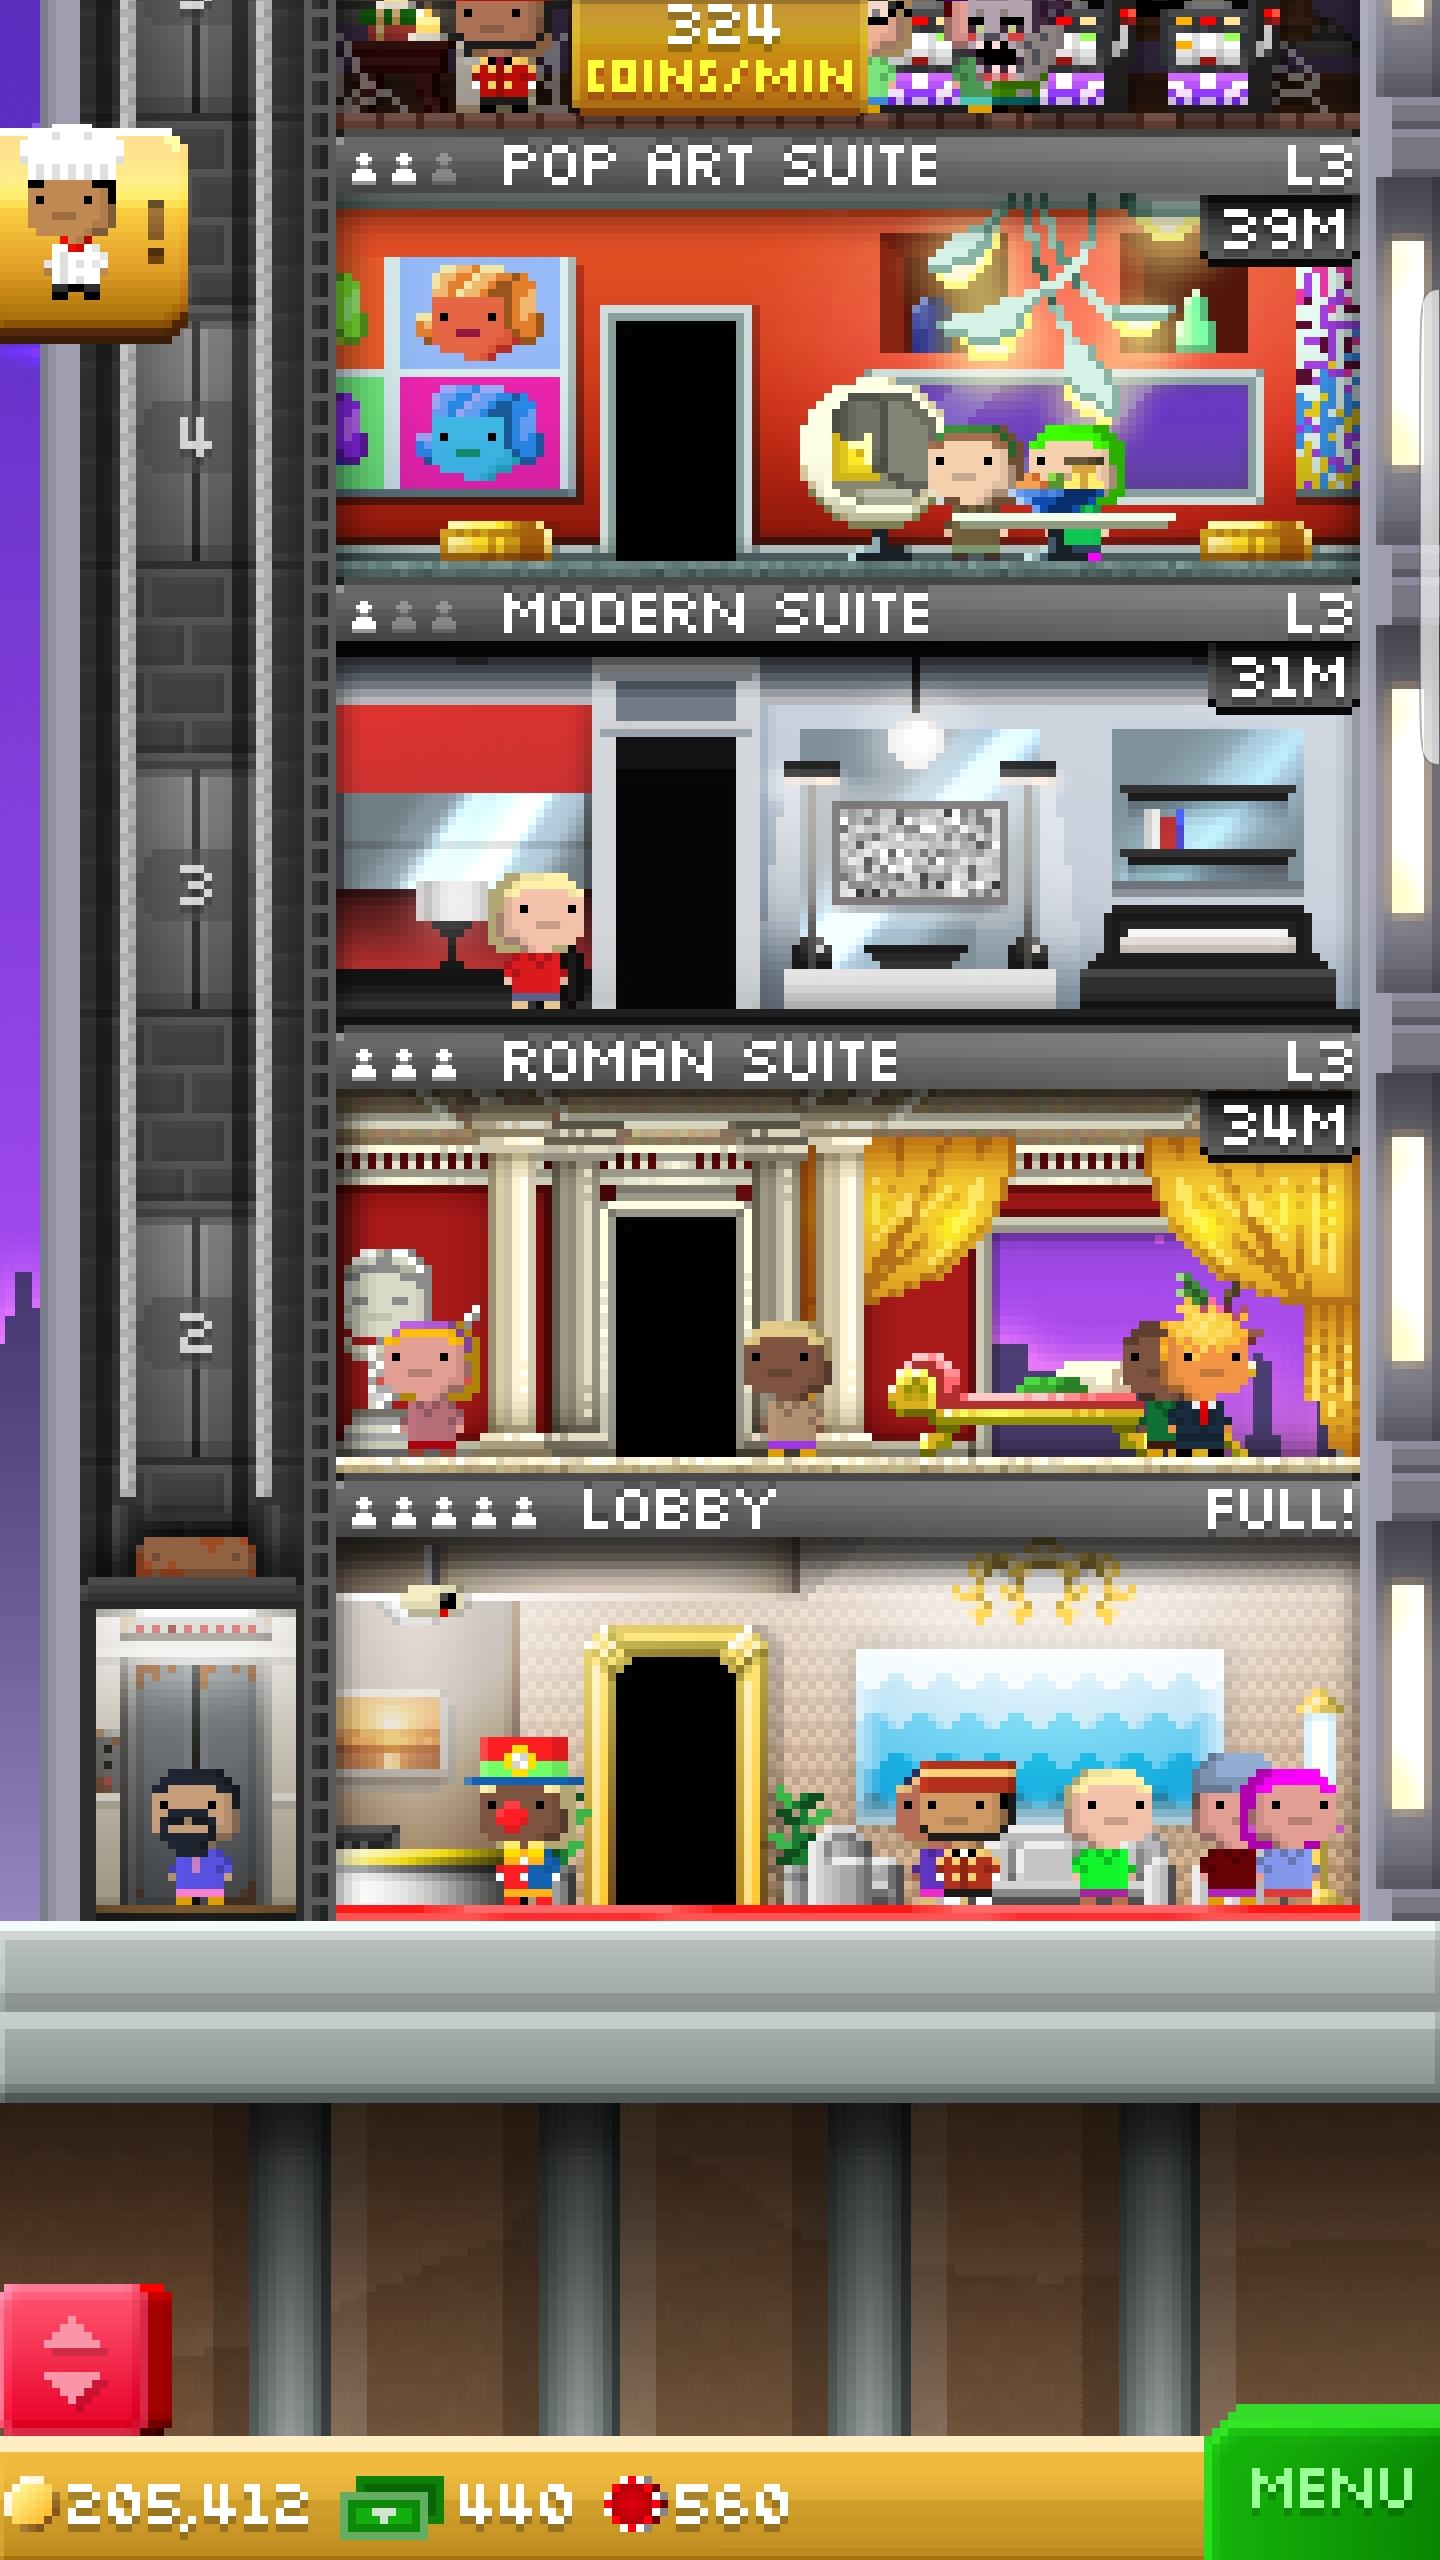 324
COINS/MIN
POP ART SUITE L3
39M
!
4
MODERN SUITE L3
31M
3
ROMAN SUITE L3
34M
2
LOBBY FULL!
205,412 440 560
MENU